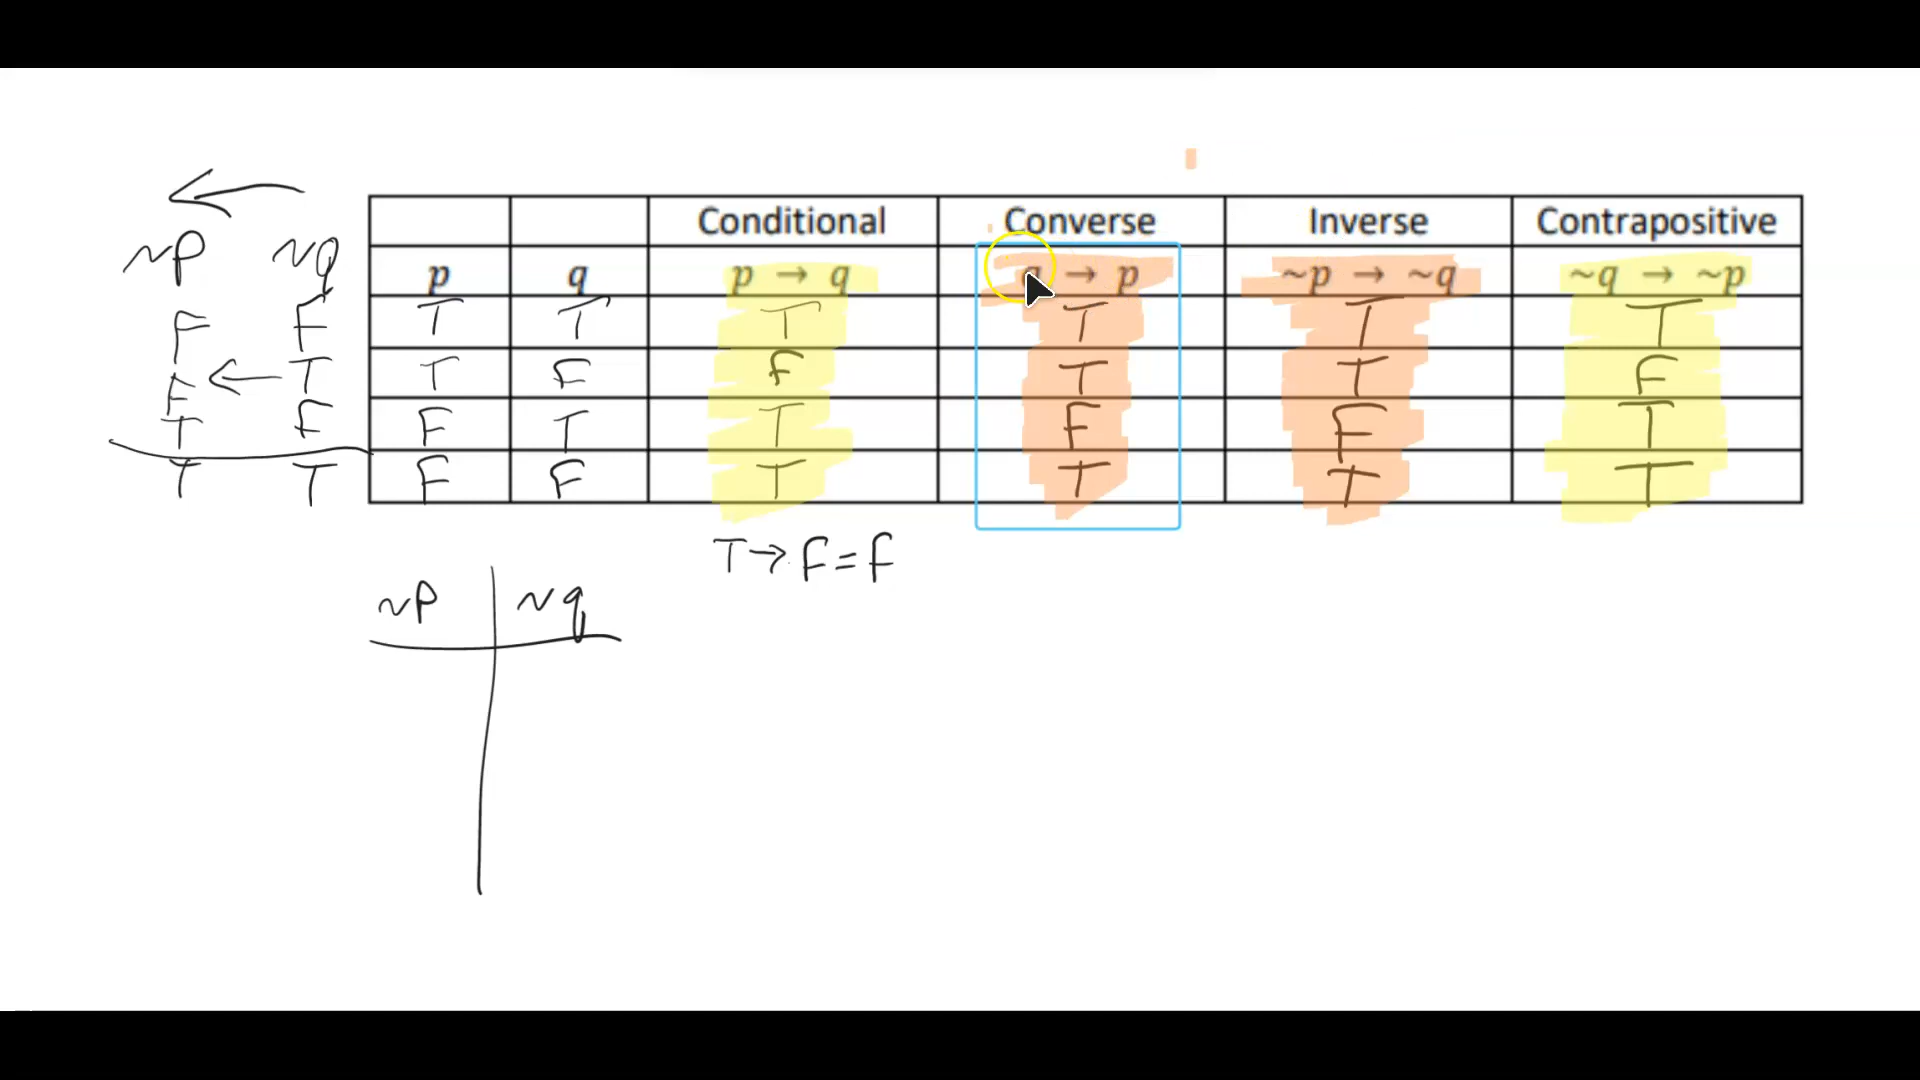 Conditional Converse Inverse Contrapositive
~p ~q p q p → q q → p ~p → ~q ~q → ~p
F F T T T T T T
F ← T T F F T T F
T F F T T F F T
T T F F T T T T
T → F = F
~p ~q